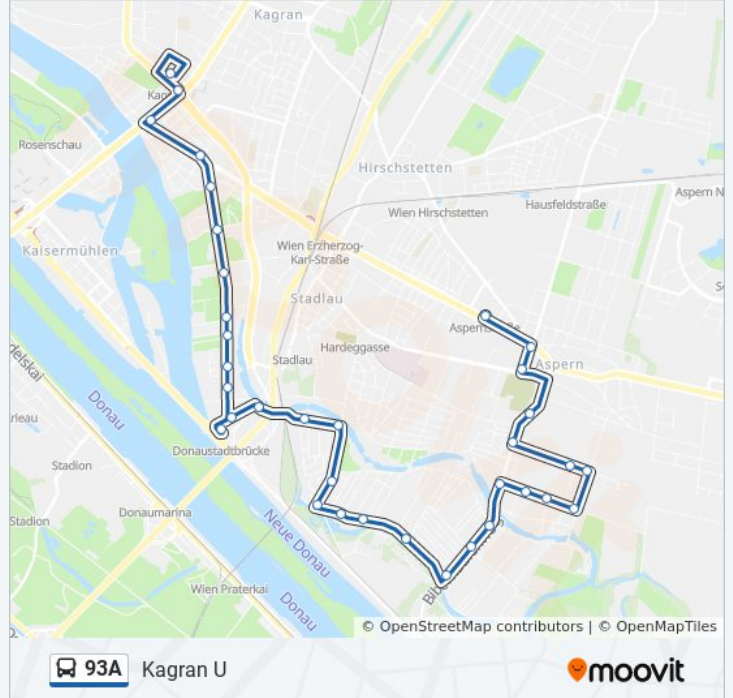 Kagran
Rosenschau
Hirschstetten
Aspern N
Wien Hirschstetten
Hausfeldstraße
Kaisermühlen
Wien Erzherzog-
Karl-Straße
Stadlau
Hardeggasse
Stadlau
Aspern
Donau
Donaustadtbrücke
Stadion
Donaumarina
Stadion
Neue Donau
Wien Praterkai
Donau
© OpenStreetMap contributors | © OpenMapTiles
93A Kagran U
moovit